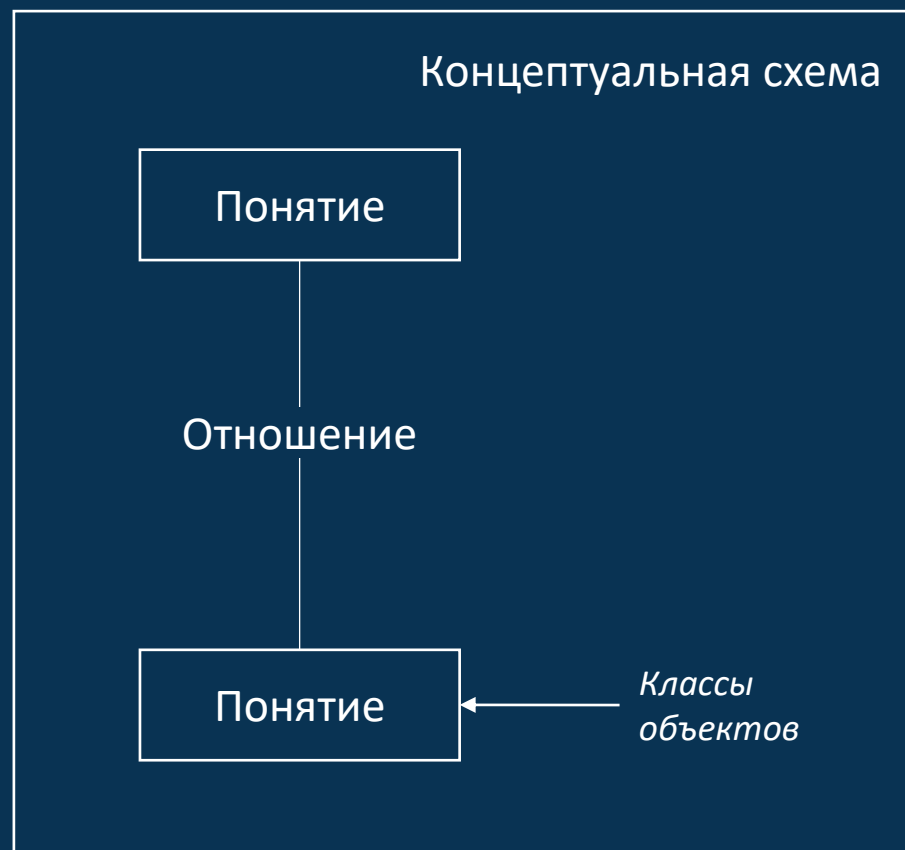 Концептуальная схема
Понятие
Отношение
Понятие
Классы
объектов